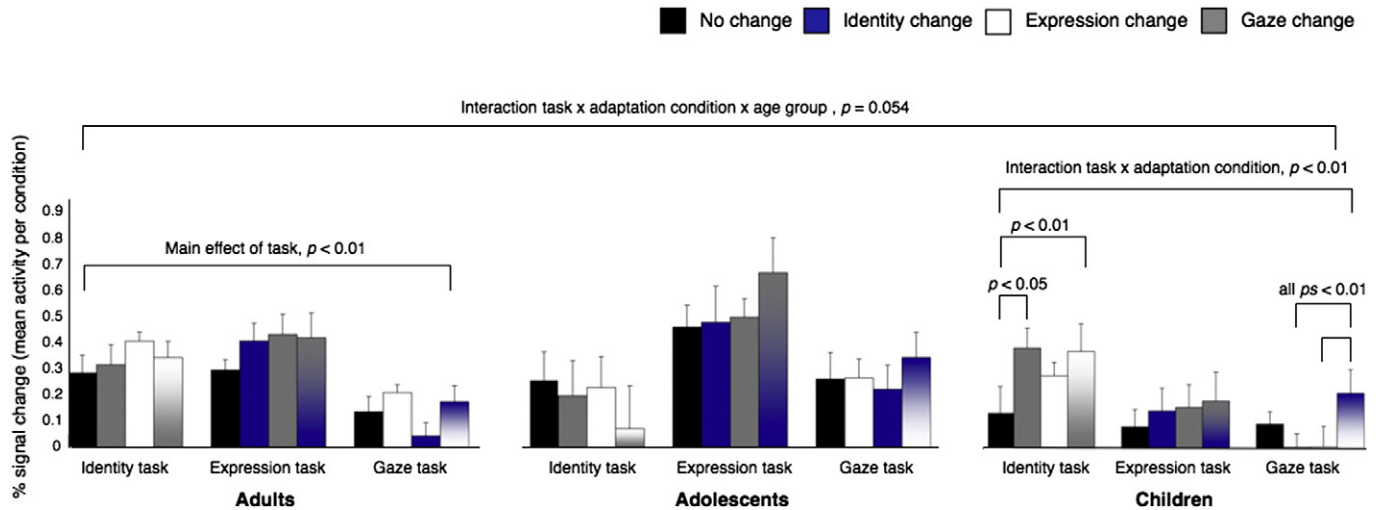 No change Identity change Expression change Gaze change
Interaction task x adaptation condition x age group , p = 0.054
Interaction task x adaptation condition, p < 0.01
% signal change (mean activity per condition)
0.9
0.8
0.7
0.6
0.5
0.4
0.3
0.2
0.1
0
Main effect of task, p < 0.01
p < 0.01
p < 0.05
all ps < 0.01
Identity task Expression task Gaze task
Identity task Expression task Gaze task
Identity task Expression task Gaze task
Adults
Adolescents
Children